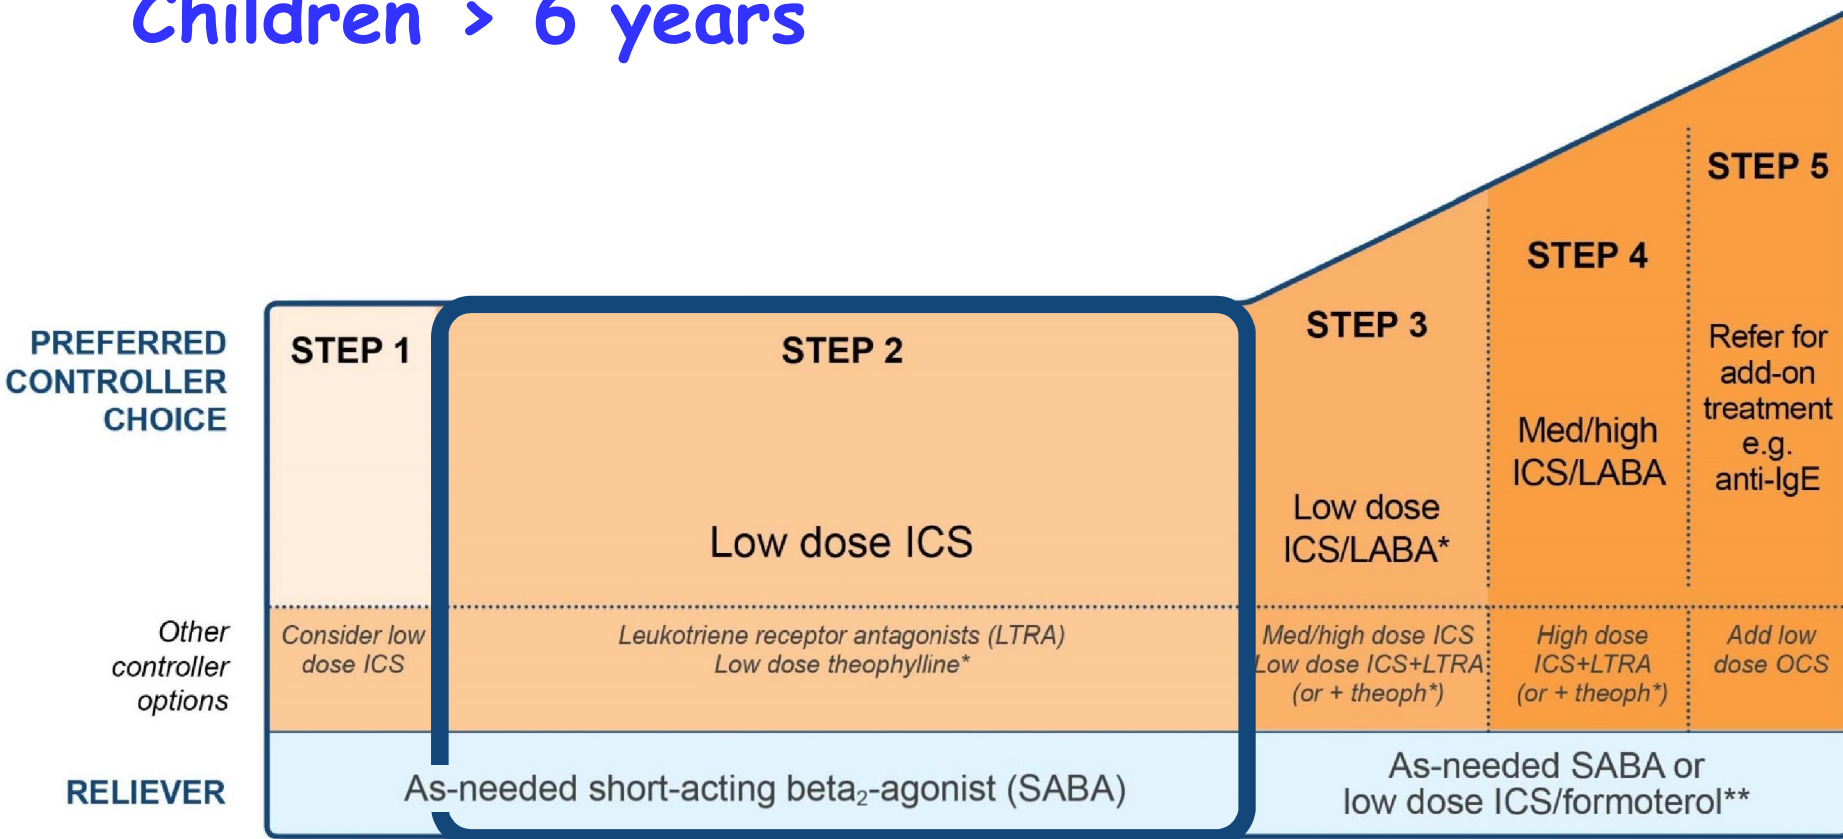 Children > 6 years
PREFERRED
CONTROLLER
CHOICE
STEP 1
STEP 2
Low dose ICS
STEP 3
Low dose
ICS/LABA*
STEP 4
Med/high
ICS/LABA
STEP 5
Refer for
add-on
treatment
e.g.
anti-IgE
Other
controller
options
Consider low
dose ICS
Leukotriene receptor antagonists (LTRA)
Low dose theophylline*
Med/high dose ICS
Low dose ICS+LTRA
(or + theoph*)
High dose
ICS+LTRA
(or + theoph*)
Add low
dose OCS
RELIEVER
As-needed short-acting beta₂-agonist (SABA)
As-needed SABA or
low dose ICS/formoterol**